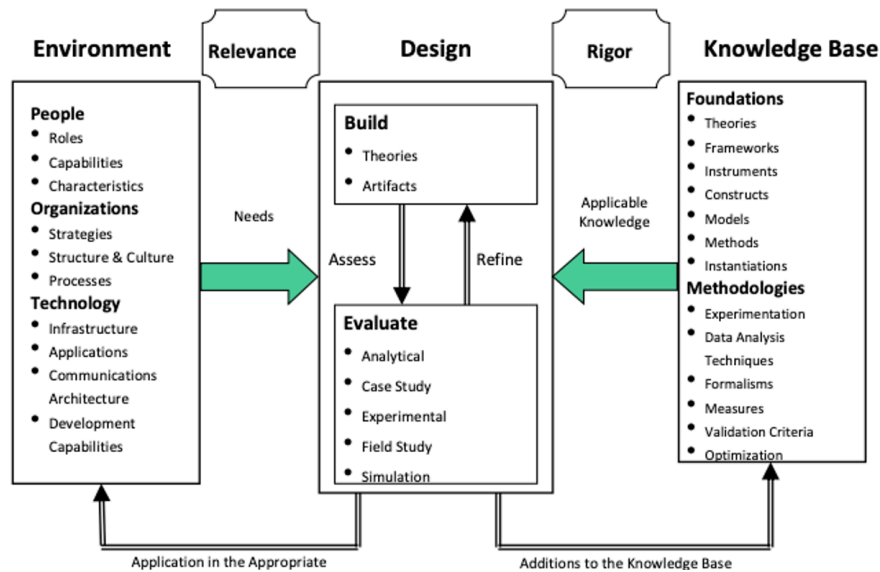 Environment
Relevance
Design
Rigor
Knowledge Base
People
• Roles
• Capabilities
• Characteristics
Organizations
• Strategies
• Structure & Culture
• Processes
Technology
• Infrastructure
• Applications
• Communications
Architecture
• Development
Capabilities
Needs
Build
• Theories
• Artifacts
Assess
Refine
Evaluate
• Analytical
• Case Study
• Experimental
• Field Study
• Simulation
Applicable
Knowledge
Foundations
• Theories
• Frameworks
• Instruments
• Constructs
• Models
• Methods
• Instantiations
Methodologies
• Experimentation
• Data Analysis
Techniques
• Formalisms
• Measures
• Validation Criteria
• Optimization
Application in the Appropriate
Additions to the Knowledge Base